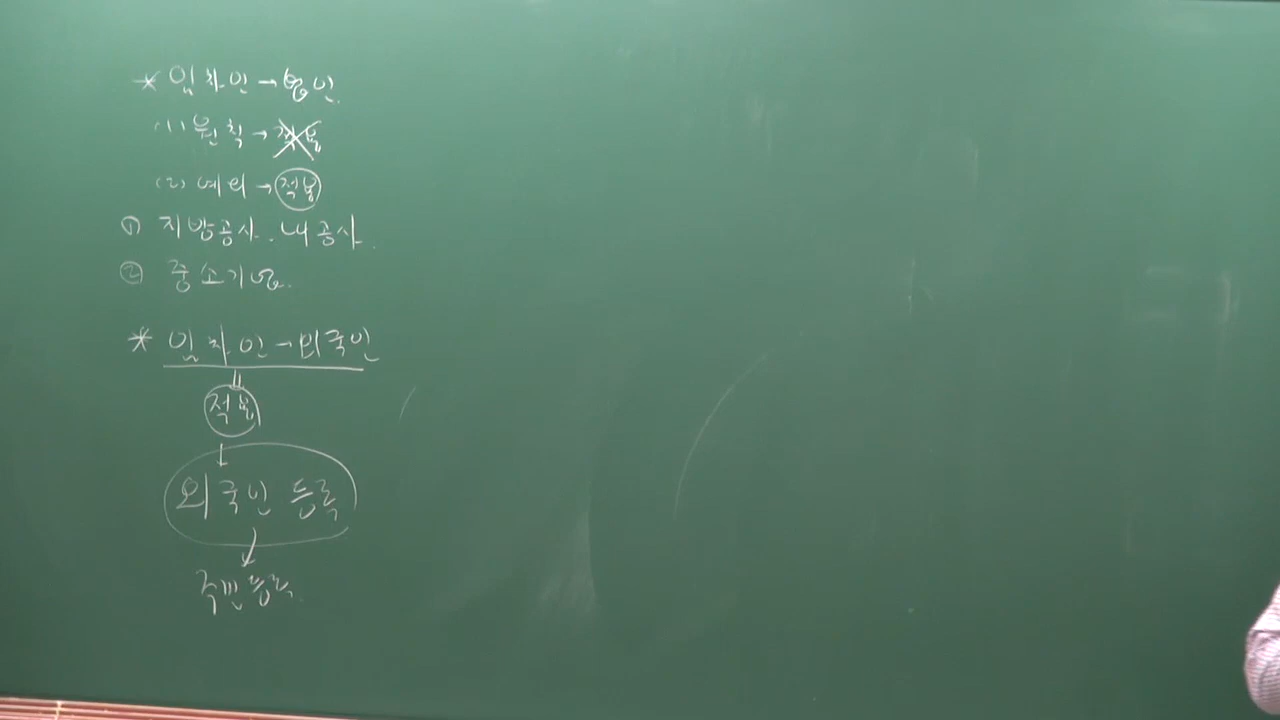 * 임차인→법인.
(1) 원칙→적용
(2) 예외→적용
① 지방공사. 내공사.
② 중소기업.
* 임차인→외국인
적용
↓
외국인 등록
↓
주민등록.